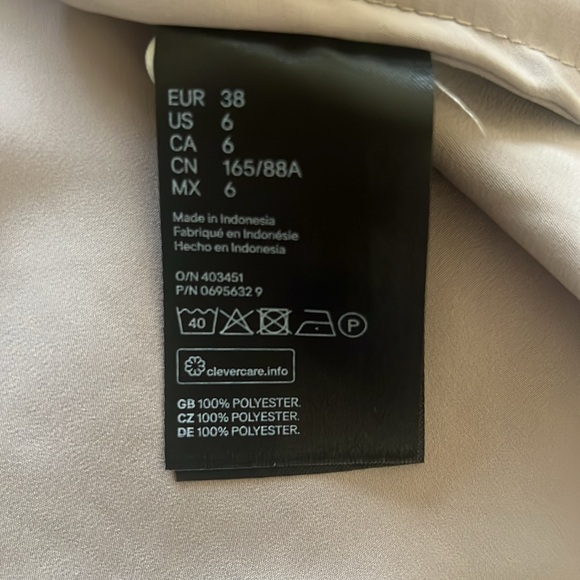 EUR 38
US 6
CA 6
CN 165/88A
MX 6
Made in Indonesia
Fabriqué en Indonésie
Hecho en Indonesia
O/N 403451
P/N 0695632 9
40 P
clevercare.info
GB 100% POLYESTER.
CZ 100% POLYESTER.
DE 100% POLYESTER.